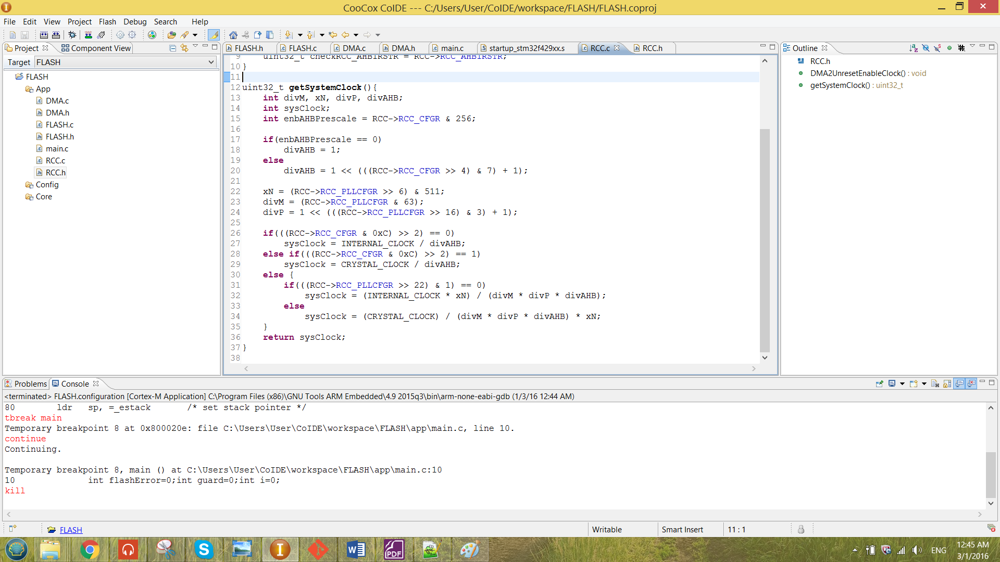 CooCox CoIDE --- C:/Users/User/CoIDE/workspace/FLASH/FLASH.coproj
File Edit View Project Flash Debug Search Help
Project Component View
FLASH.h FLASH.c DMA.c DMA.h main.c startup_stm32f429xx.s RCC.c RCC.h
Outline
Target FLASH
FLASH
App
DMA.c
DMA.h
FLASH.c
FLASH.h
main.c
RCC.c
RCC.h
Config
Core
9 uint32_t checkRCC_AHB1RSTR = RCC->RCC_AHB1RSTR;
10 }
11
12 uint32_t getSystemClock(){
13 int divM, xN, divP, divAHB;
14 int sysClock;
15 int enbAHBPrescale = RCC->RCC_CFGR & 256;
16
17 if(enbAHBPrescale == 0)
18 divAHB = 1;
19 else
20 divAHB = 1 << (((RCC->RCC_CFGR >> 4) & 7) + 1);
21
22 xN = (RCC->RCC_PLLCFGR >> 6) & 511;
23 divM = (RCC->RCC_PLLCFGR & 63);
24 divP = 1 << (((RCC->RCC_PLLCFGR >> 16) & 3) + 1);
25
26 if(((RCC->RCC_CFGR & 0xC) >> 2) == 0)
27 sysClock = INTERNAL_CLOCK / divAHB;
28 else if(((RCC->RCC_CFGR & 0xC) >> 2) == 1)
29 sysClock = CRYSTAL_CLOCK / divAHB;
30 else {
31 if(((RCC->RCC_PLLCFGR >> 22) & 1) == 0)
32 sysClock = (INTERNAL_CLOCK * xN) / (divM * divP * divAHB);
33 else
34 sysClock = (CRYSTAL_CLOCK) / (divM * divP * divAHB) * xN;
35 }
36 return sysClock;
37 }
38
RCC.h
DMA2UnresetEnableClock() : void
getSystemClock() : uint32_t
Problems Console
<terminated> FLASH.configuration [Cortex-M Application] C:\Program Files (x86)\GNU Tools ARM Embedded\4.9 2015q3\bin\arm-none-eabi-gdb (1/3/16 12:44 AM)
80 ldr sp, =_estack /* set stack pointer */
tbreak main
Temporary breakpoint 8 at 0x800020e: file C:\Users\User\CoIDE\workspace\FLASH\app\main.c, line 10.
continue
Continuing.
Temporary breakpoint 8, main () at C:\Users\User\CoIDE\workspace\FLASH\app\main.c:10
10 int flashError=0;int guard=0;int i=0;
kill
FLASH
Writable Smart Insert 11 : 1
ENG
12:45 AM
3/1/2016